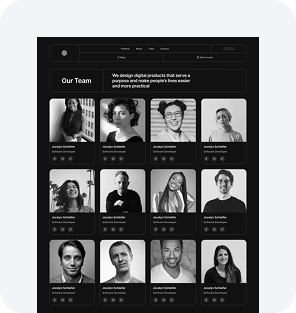 Our Team
We design digital products that serve a
purpose and make people's lives easier
and more practical
Jocelyn Schleifer
Jocelyn Schleifer
Jocelyn Schleifer
Jocelyn Schleifer
Software Developer
Software Developer
Software Developer
Software Developer
Jocelyn Schleifer
Jocelyn Schleifer
Jocelyn Schleifer
Jocelyn Schleifer
Software Developer
Software Developer
Software Developer
Software Developer
Jocelyn Schleifer
Jocelyn Schleifer
Jocelyn Schleifer
Jocelyn Schleifer
Software Developer
Software Developer
Software Developer
Software Developer